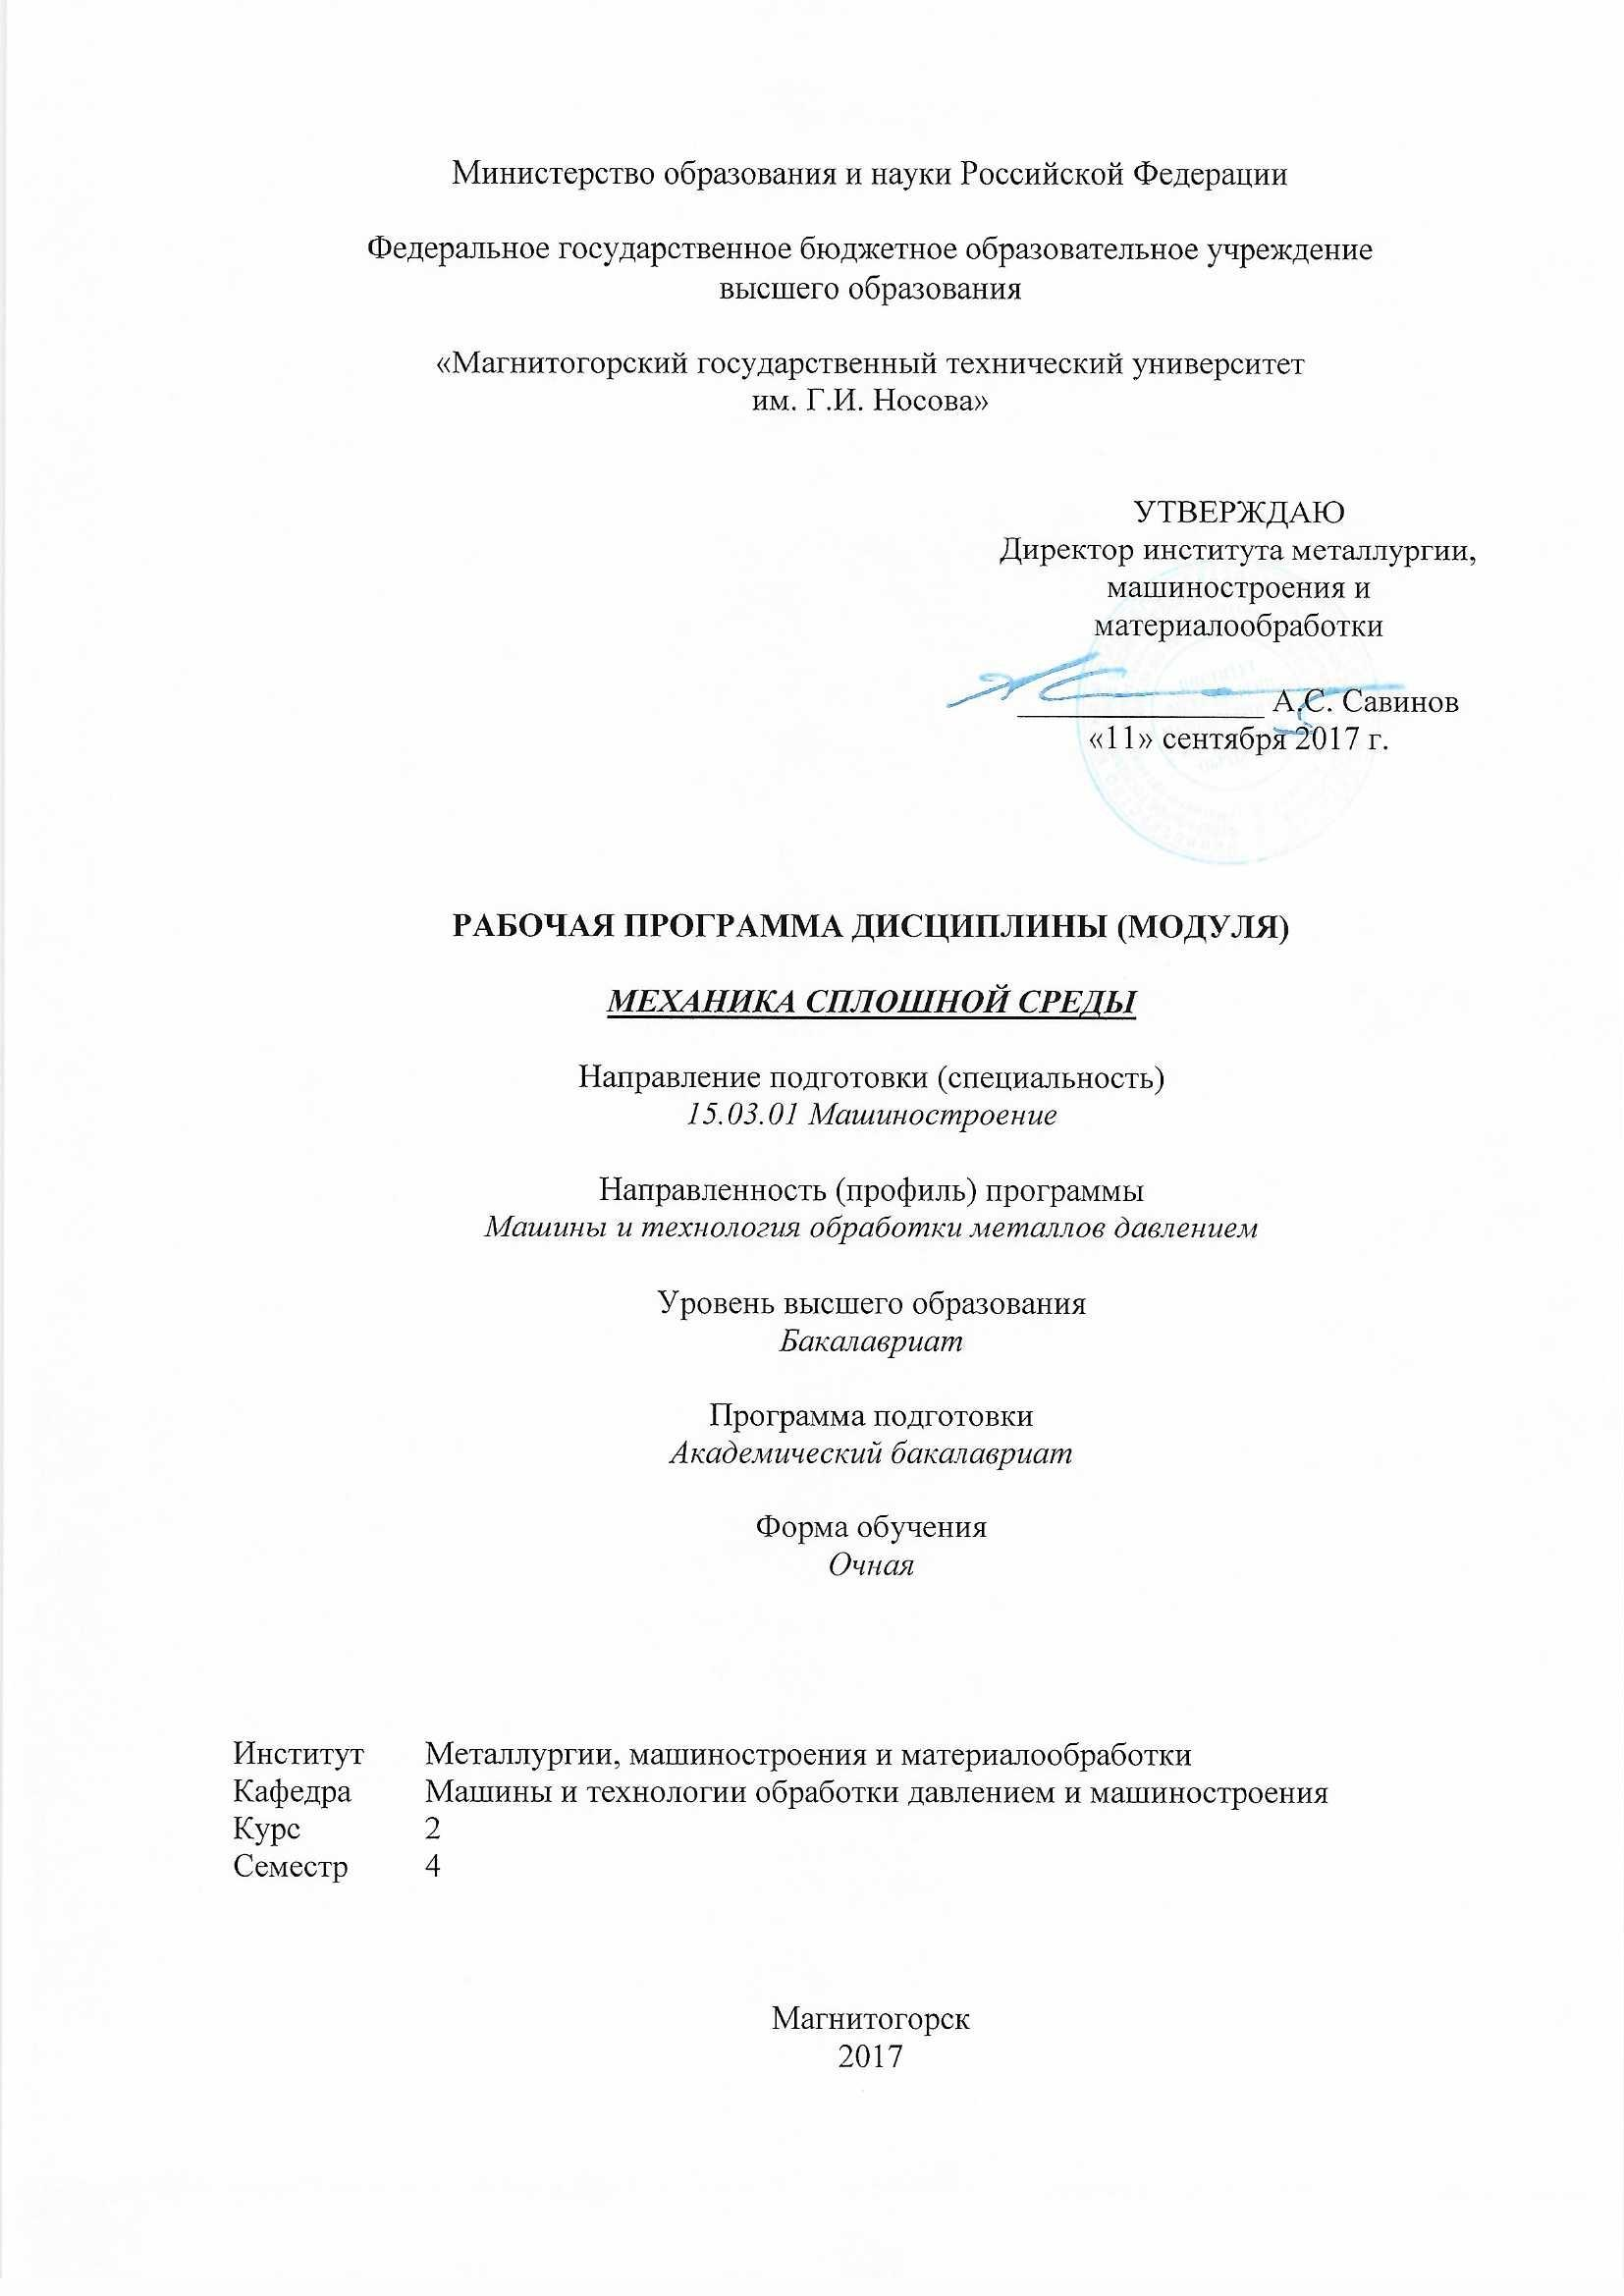 Министерство образования и науки Российской Федерации
Федеральное государственное бюджетное образовательное учреждение
высшего образования
«Магнитогорский государственный технический университет
им. Г.И. Носова»
УТВЕРЖДАЮ
Директор института металлургии,
машиностроения и
материалообработки
А.С. Савинов
«11» сентября 2017 г.
РАБОЧАЯ ПРОГРАММА ДИСЦИПЛИНЫ (МОДУЛЯ)
МЕХАНИКА СПЛОШНОЙ СРЕДЫ
Направление подготовки (специальность)
15.03.01 Машиностроение
Направленность (профиль) программы
Машины и технология обработки металлов давлением
Уровень высшего образования
Бакалавриат
Программа подготовки
Академический бакалавриат
Форма обучения
Очная
Институт Металлургии, машиностроения и материалообработки
Кафедра Машины и технологии обработки давлением и машиностроения
Курс 2
Семестр 4
Магнитогорск
2017